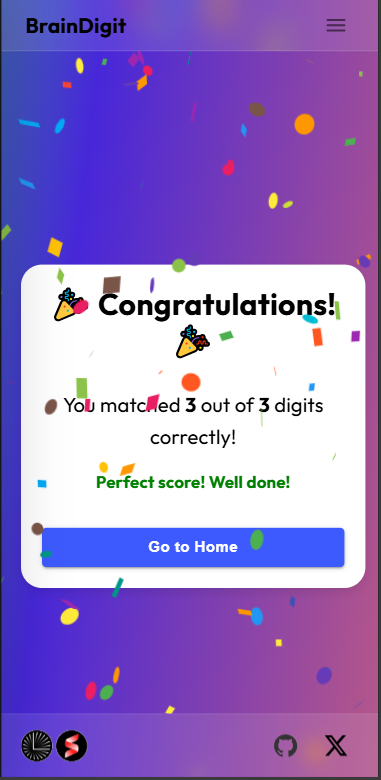 BrainDigit
🎉 Congratulations!
🎉
You matched 3 out of 3 digits
correctly!
Perfect score! Well done!
Go to Home